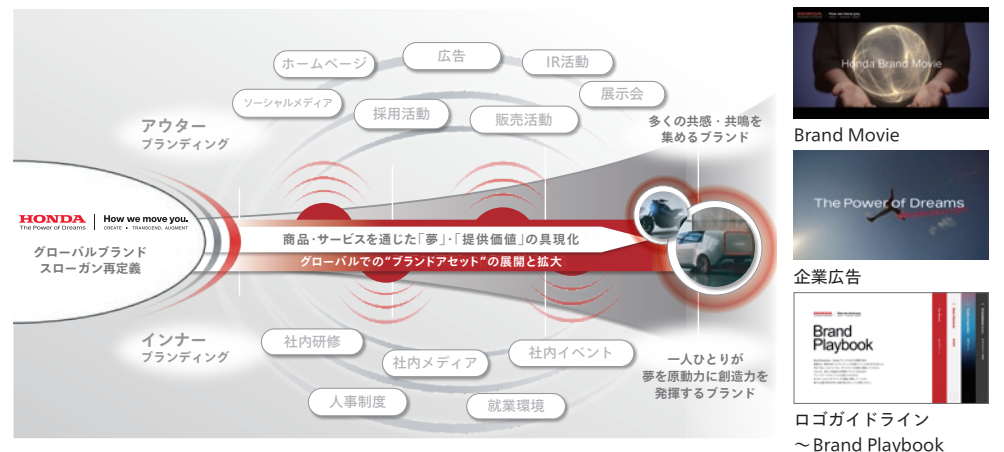 ホームページ
広告
IR活動
展示会
ソーシャルメディア
採用活動
販売活動
アウター
ブランディング
多くの共感・共鳴を
集めるブランド
HONDA
The Power of Dreams
How we move you.
CREATE ▶ TRANSCEND, AUGMENT
グローバルブランド
スローガン再定義
商品・サービスを通じた「夢」・「提供価値」の具現化
グローバルでの“ブランドアセット”の展開と拡大
インナー
ブランディング
社内研修
社内メディア
社内イベント
人事制度
就業環境
一人ひとりが
夢を原動力に創造力を
発揮するブランド
HONDA
How we move you.
Honda Brand Movie
Brand Movie
The Power of Dreams
企業広告
HONDA
Brand
Playbook
ロゴガイドライン
～Brand Playbook